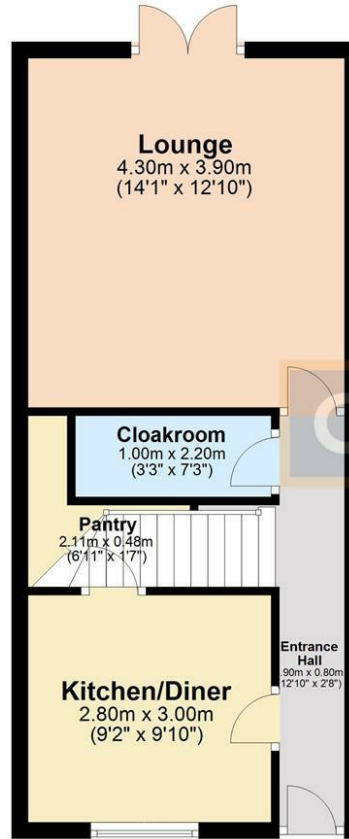 Lounge
4.30m x 3.90m
(14'1" x 12'10")
Cloakroom
1.00m x 2.20m
(3'3" x 7'3")
Pantry
2.11m x 0.48m
(6'11" x 1'7")
Entrance
Hall
.90m x 0.80m
12'10" x 2'8")
Kitchen/Diner
2.80m x 3.00m
(9'2" x 9'10")